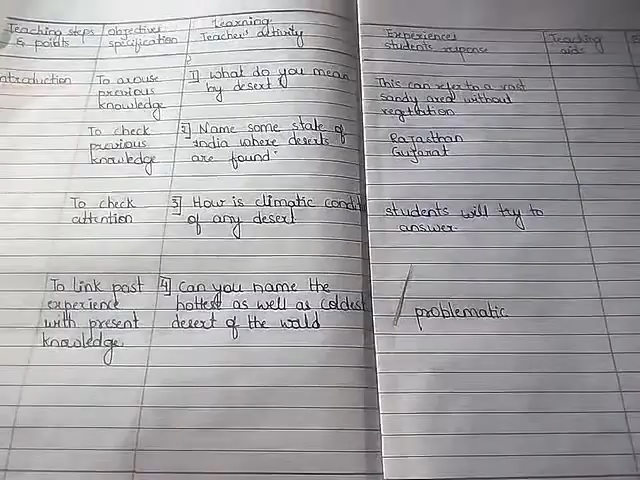 Teaching steps
& points
objectives
specification
Learning
Teacher's activity
Experiences
students response
Teaching
aids
Introduction
To arouse
previous
knowledge
1] What do you mean
by desert
This can refer to a vast
sandy area without
vegetation
To check
previous
knowledge
2] Name some state of
India where deserts
are found
Rajasthan
Gujarat
To check
attention
3] How is climatic condi
of any desert
students will try to
answer.
To link past
experience
with present
knowledge
4] Can you name the
hottest as well as coldest
desert of the world
problematic